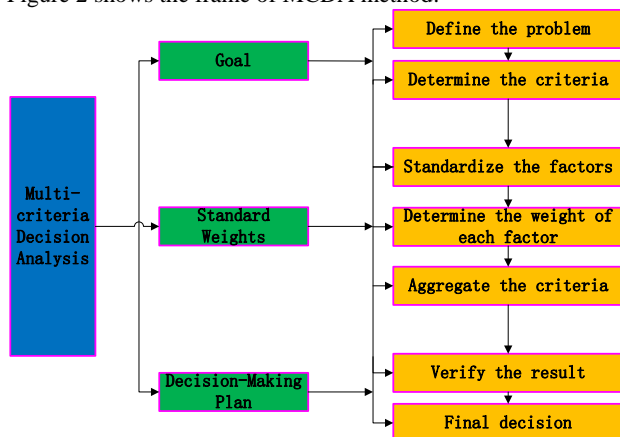 Figure 2 shows the frame of MCDA method.
Multi-
criteria
Decision
Analysis
Goal
Standard
Weights
Decision-Making
Plan
Define the problem
Determine the criteria
Standardize the factors
Determine the weight of
each factor
Aggregate the criteria
Verify the result
Final decision